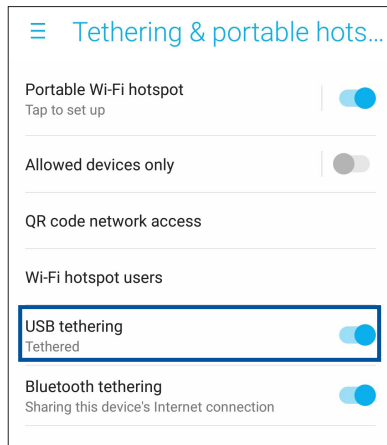 Tethering & portable hots...
Portable Wi-Fi hotspot
Tap to set up
Allowed devices only
QR code network access
Wi-Fi hotspot users
USB tethering
Tethered
Bluetooth tethering
Sharing this device's Internet connection